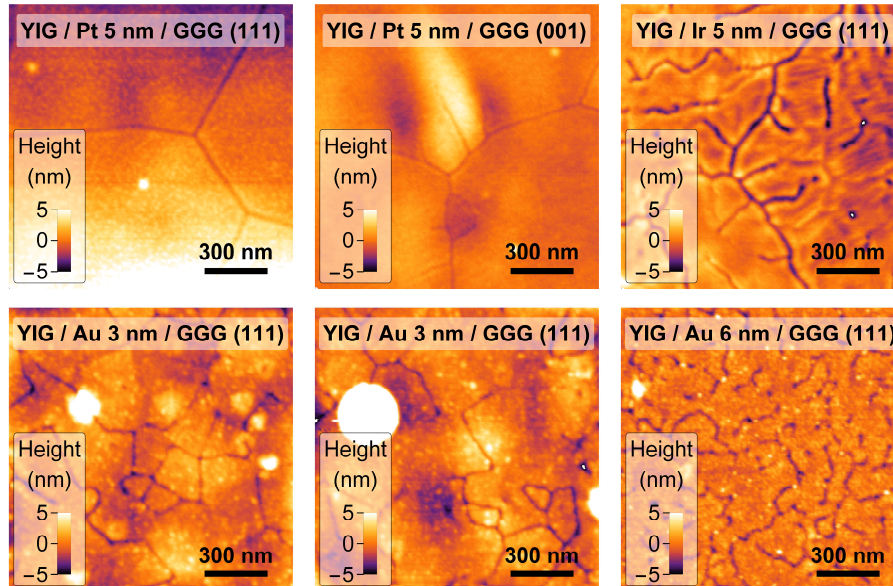 YIG / Pt 5 nm / GGG (111)
Height
(nm)
5
0
−5
300 nm
YIG / Pt 5 nm / GGG (001)
Height
(nm)
5
0
−5
300 nm
YIG / Ir 5 nm / GGG (111)
Height
(nm)
5
0
−5
300 nm
YIG / Au 3 nm / GGG (111)
Height
(nm)
5
0
−5
300 nm
YIG / Au 3 nm / GGG (111)
Height
(nm)
5
0
−5
300 nm
YIG / Au 6 nm / GGG (111)
Height
(nm)
5
0
−5
300 nm